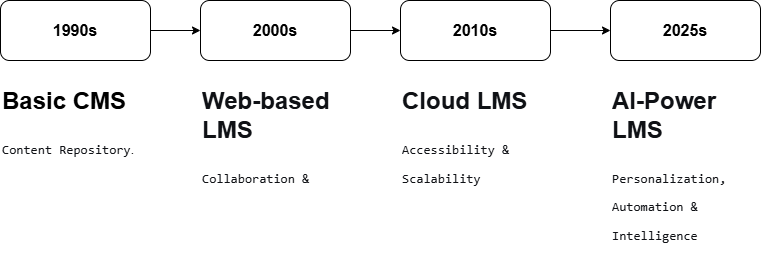 1990s
2000s
2010s
2025s
Basic CMS
Content Repository.
Web-based
LMS
Collaboration &
Cloud LMS
Accessibility &
Scalability
AI-Power
LMS
Personalization,
Automation &
Intelligence